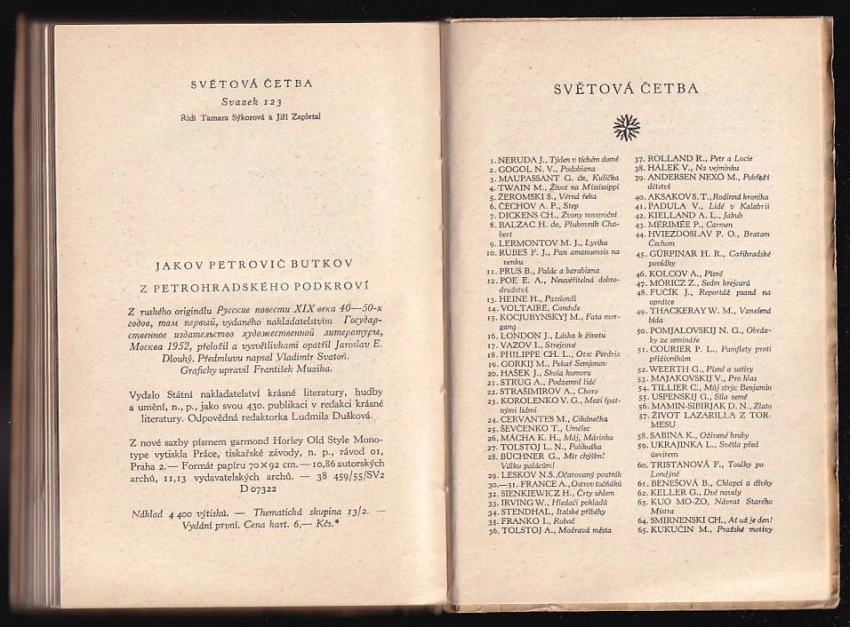 SVĚTOVÁ ČETBA
Svazek 123
Řídí Tamara Sýkorová a Jiří Zapletal
JAKOV PETROVIČ BUTKOV
Z PETROHRADSKÉHO PODKROVÍ
Z ruského originálu Русские повести XIX века 40—50-х
годов, том первый, vydaného nakladatelstvím Государ-
ственное издательство художественной литературы,
Москва 1952, přeložil a vysvětlivkami opatřil Jaroslav E.
Dlouhý. Předmluvu napsal Vladimír Svatoň.
Graficky upravil František Muzika.
Vydalo Státní nakladatelství krásné literatury, hudby
a umění, n. p., jako svou 430. publikaci v redakci krásné
literatury. Odpovědná redaktorka Ludmila Dušková.
Z nové sazby písmem garmond Horley Old Style Mono-
type vytiskla Práce, tiskařské závody, n. p., závod 01,
Praha 2. — Formát papíru 70×92 cm. — 10,86 autorských
archů, 11,13 vydavatelských archů. — 38 459/55/SV2
D 07322
Náklad 4 400 výtisků. — Thematická skupina 13/2. —
Vydání první. Cena kart. 6,— Kčs.*
SVĚTOVÁ ČETBA
1. NERUDA J., Týden v tichém domě
2. GOGOL N. V., Podobizna
3. MAUPASSANT G. de, Kulička
4. TWAIN M., Život na Mississippi
5. ŽEROMSKI S., Věrná řeka
6. ČECHOV A. P., Step
7. DICKENS CH., Zvony novoroční
8. BALZAC H. de, Plukovník Cha-
bert
9. LERMONTOV M. J., Lyrika
10. RUBEŠ F. J., Pan amanuensis na
venku
11. PRUS B., Palác a barabizna
12. POE E. A., Neuvěřitelná dobro-
družství
13. HEINE H., Pasionál
14. VOLTAIRE, Candide
15. KOCJUBYNSKYJ M., Fata mor-
gana
16. LONDON J., Láska k životu
17. VAZOV I., Strejcové
18. PHILIPPE CH. L., Otec Perdrix
19. GORKIJ M., Pekař Semjonov
20. HAŠEK J., Škola humoru
21. STRUG A., Podzemní lidé
22. STRAŠIMIROV A., Choro
23. KOROLENKO V. G., Mezi špat-
nými lidmi
24. CERVANTES M., Cikánečka
25. ŠEVČENKO T., Umělec
26. MÁCHA K. H., Máj, Márinka
27. TOLSTOJ L. N., Polikuška
28. BÜCHNER G., Mír chýším!
Válku palácům!
29. LESKOV N. S., Očarovaný poutník
30.—31. FRANCE A., Ostrov tučňáků
32. SIENKIEWICZ H., Črty uhlem
33. IRVING W., Hledači pokladů
34. STENDHAL, Italské příběhy
35. FRANKO I., Rubač
36. TOLSTOJ A., Modravá města
37. ROLLAND R., Petr a Lucie
38. HÁLEK V., Na vejminku
39. ANDERSEN NEXÖ M., Pobřeží
dětství
40. AKSAKOV S. T., Rodinná kronika
41. PADULA V., Lidé v Kalabrii
42. KIELLAND A. L., Jakub
43. MÉRIMÉE P., Carmen
44. HVIEZDOSLAV P. O., Bratom
Čechom
45. GÜRPINAR H. R., Cařihradské
povídky
46. KOLCOV A., Písně
47. MÓRICZ Z., Sedm krejcarů
48. FUČÍK J., Reportáž psaná na
oprátce
49. THACKERAY W. M., Vznešená
bída
50. POMJALOVSKIJ N. G., Obráz-
ky ze semináře
51. COURIER P. L., Pamflety proti
příživníkům
52. WEERTH G., Písně a satiry
53. MAJAKOVSKIJ V., Pro hlas
54. TILLIER C., Můj strýc Benjamin
55. USPENSKIJ G., Síla země
56. MAMIN-SIBIRJAK D. N., Zlato
57. ŽIVOT LAZARILLA Z TOR-
MESU
58. SABINA K., Oživené hroby
59. UKRAJINKA L., Světla před
úsvitem
60. TRISTANOVÁ F., Toulky po
Londýně
61. BENEŠOVÁ B., Chlapci a dívky
62. KELLER G., Dvě novely
63. KUO MO-ŽO, Návrat Starého
Mistra
64. SMIRNENSKI CH., Ať už je den!
65. KUKUČIN M., Pražské motivy